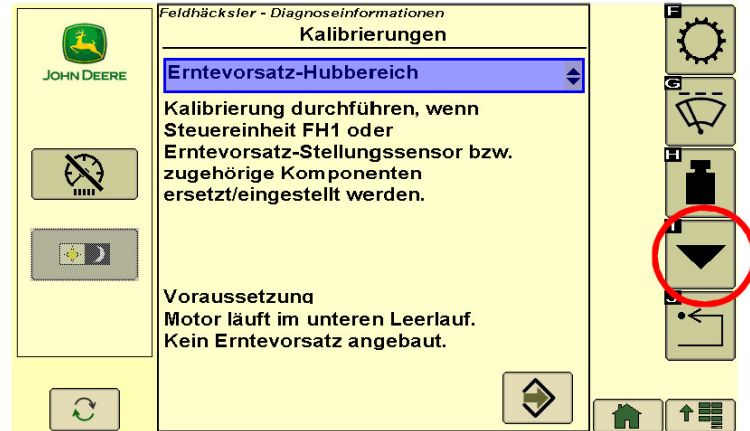 Feldhäcksler - Diagnoseinformationen
Kalibrierungen
JOHN DEERE
Erntevorsatz-Hubbereich
Kalibrierung durchführen, wenn
Steuereinheit FH1 oder
Erntevorsatz-Stellungssensor bzw.
zugehörige Komponenten
ersetzt/eingestellt werden.
Voraussetzung
Motor läuft im unteren Leerlauf.
Kein Erntevorsatz angebaut.
F
G
H
I
J